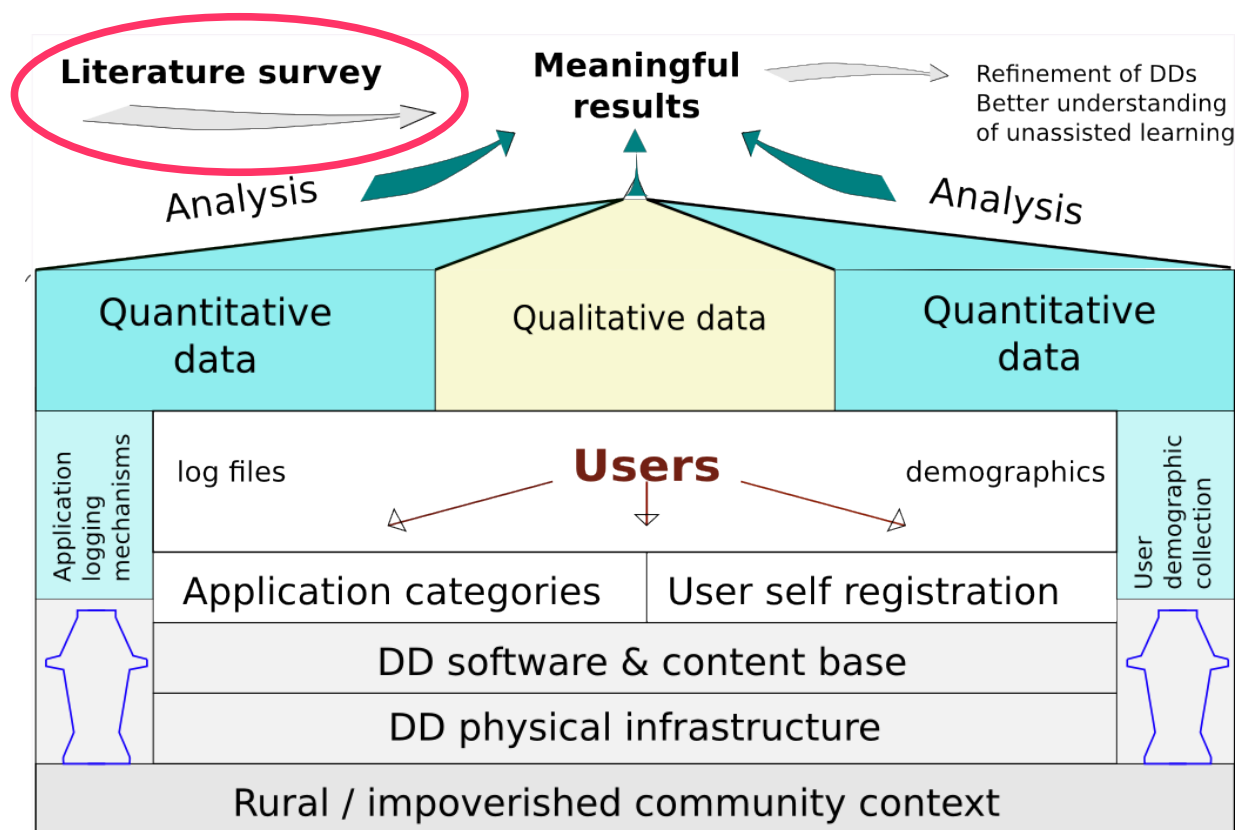 Literature survey
Meaningful
results
Refinement of DDs
Better understanding
of unassisted learning
Analysis
Analysis
Quantitative
data
Qualitative data
Quantitative
data
Application
logging
mechanisms
log files
Users
demographics
User
demographic
collection
Application categories
User self registration
DD software & content base
DD physical infrastructure
Rural / impoverished community context